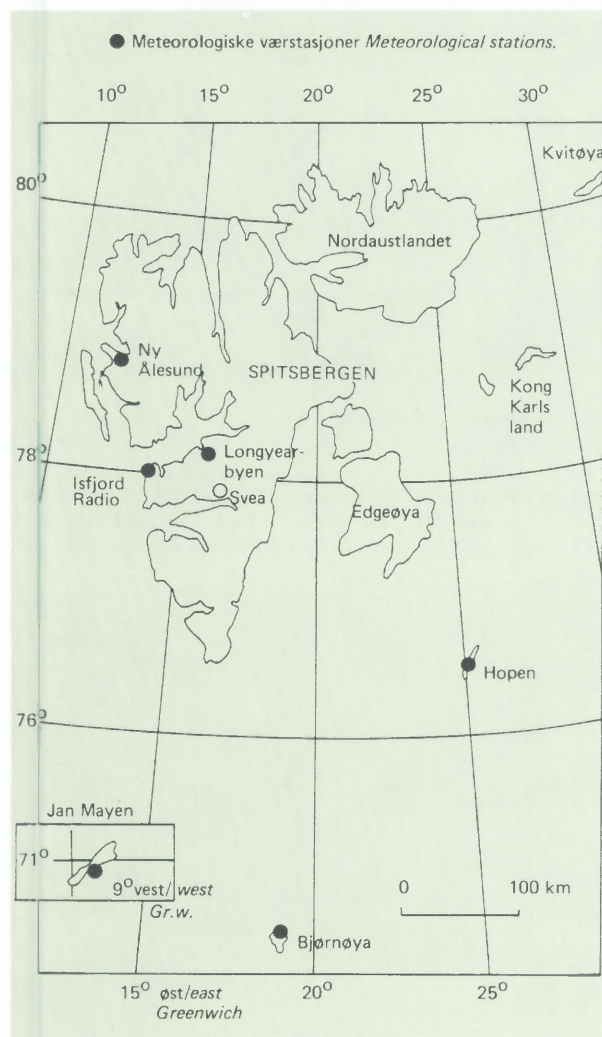 ● Meteorologiske værstasjoner Meteorological stations.
10° 15° 20° 25° 30°
Kvitøya
80°
Nordaustlandet
Ny
Ålesund
SPITSBERGEN
Kong
Karls
land
78°
Longyear-
byen
Isfjord
Radio
Svea
Edgeøya
Hopen
76°
Jan Mayen
71°
9° vest/west
Gr.w.
0 100 km
Bjørnøya
15° øst/east
Greenwich
20° 25°